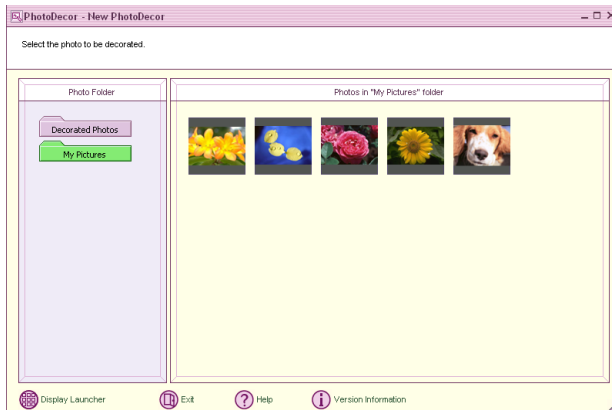 PhotoDecor - New PhotoDecor
Select the photo to be decorated.
Photo Folder
Photos in "My Pictures" folder
Decorated Photos
My Pictures
Display Launcher
Exit
Help
Version Information